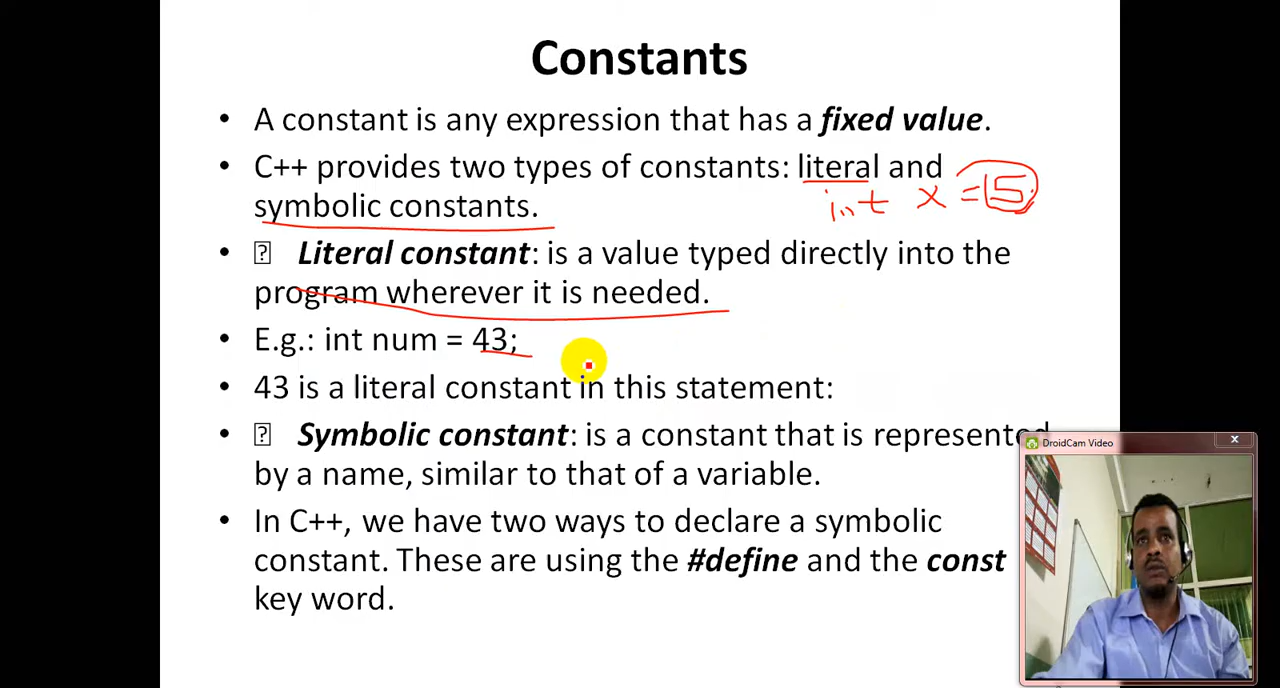 Constants
• A constant is any expression that has a fixed value.
• C++ provides two types of constants: literal and
symbolic constants.
int x = 5
• Literal constant: is a value typed directly into the
program wherever it is needed.
• E.g.: int num = 43;
• 43 is a literal constant in this statement:
• Symbolic constant: is a constant that is represented
by a name, similar to that of a variable.
• In C++, we have two ways to declare a symbolic
constant. These are using the #define and the const
key word.
DroidCam Video